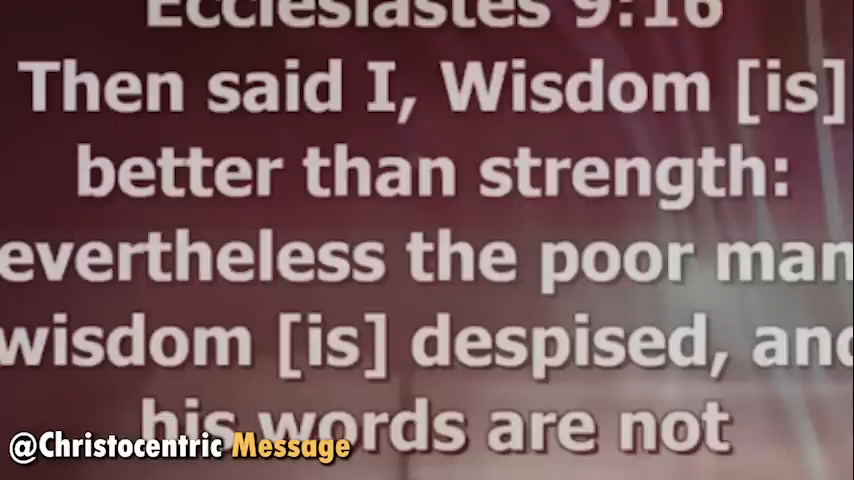 Ecclesiastes 9:16
Then said I, Wisdom [is]
better than strength:
evertheless the poor man
wisdom [is] despised, and
his words are not
@Christocentric Message